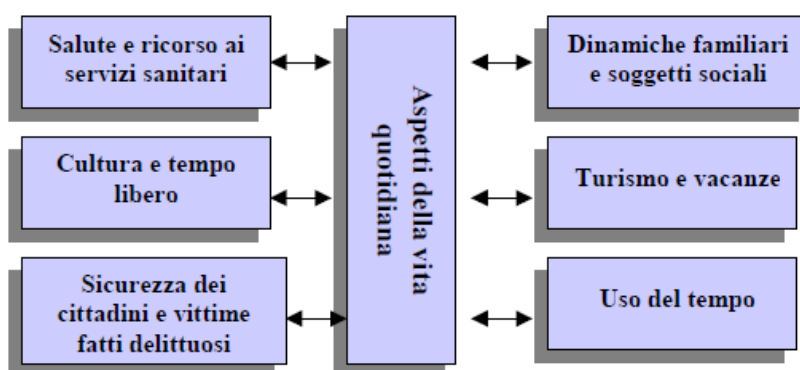 Salute e ricorso ai
servizi sanitari
Cultura e tempo
libero
Sicurezza dei
cittadini e vittime
fatti delittuosi
Aspetti della vita
quotidiana
Dinamiche familiari
e soggetti sociali
Turismo e vacanze
Uso del tempo